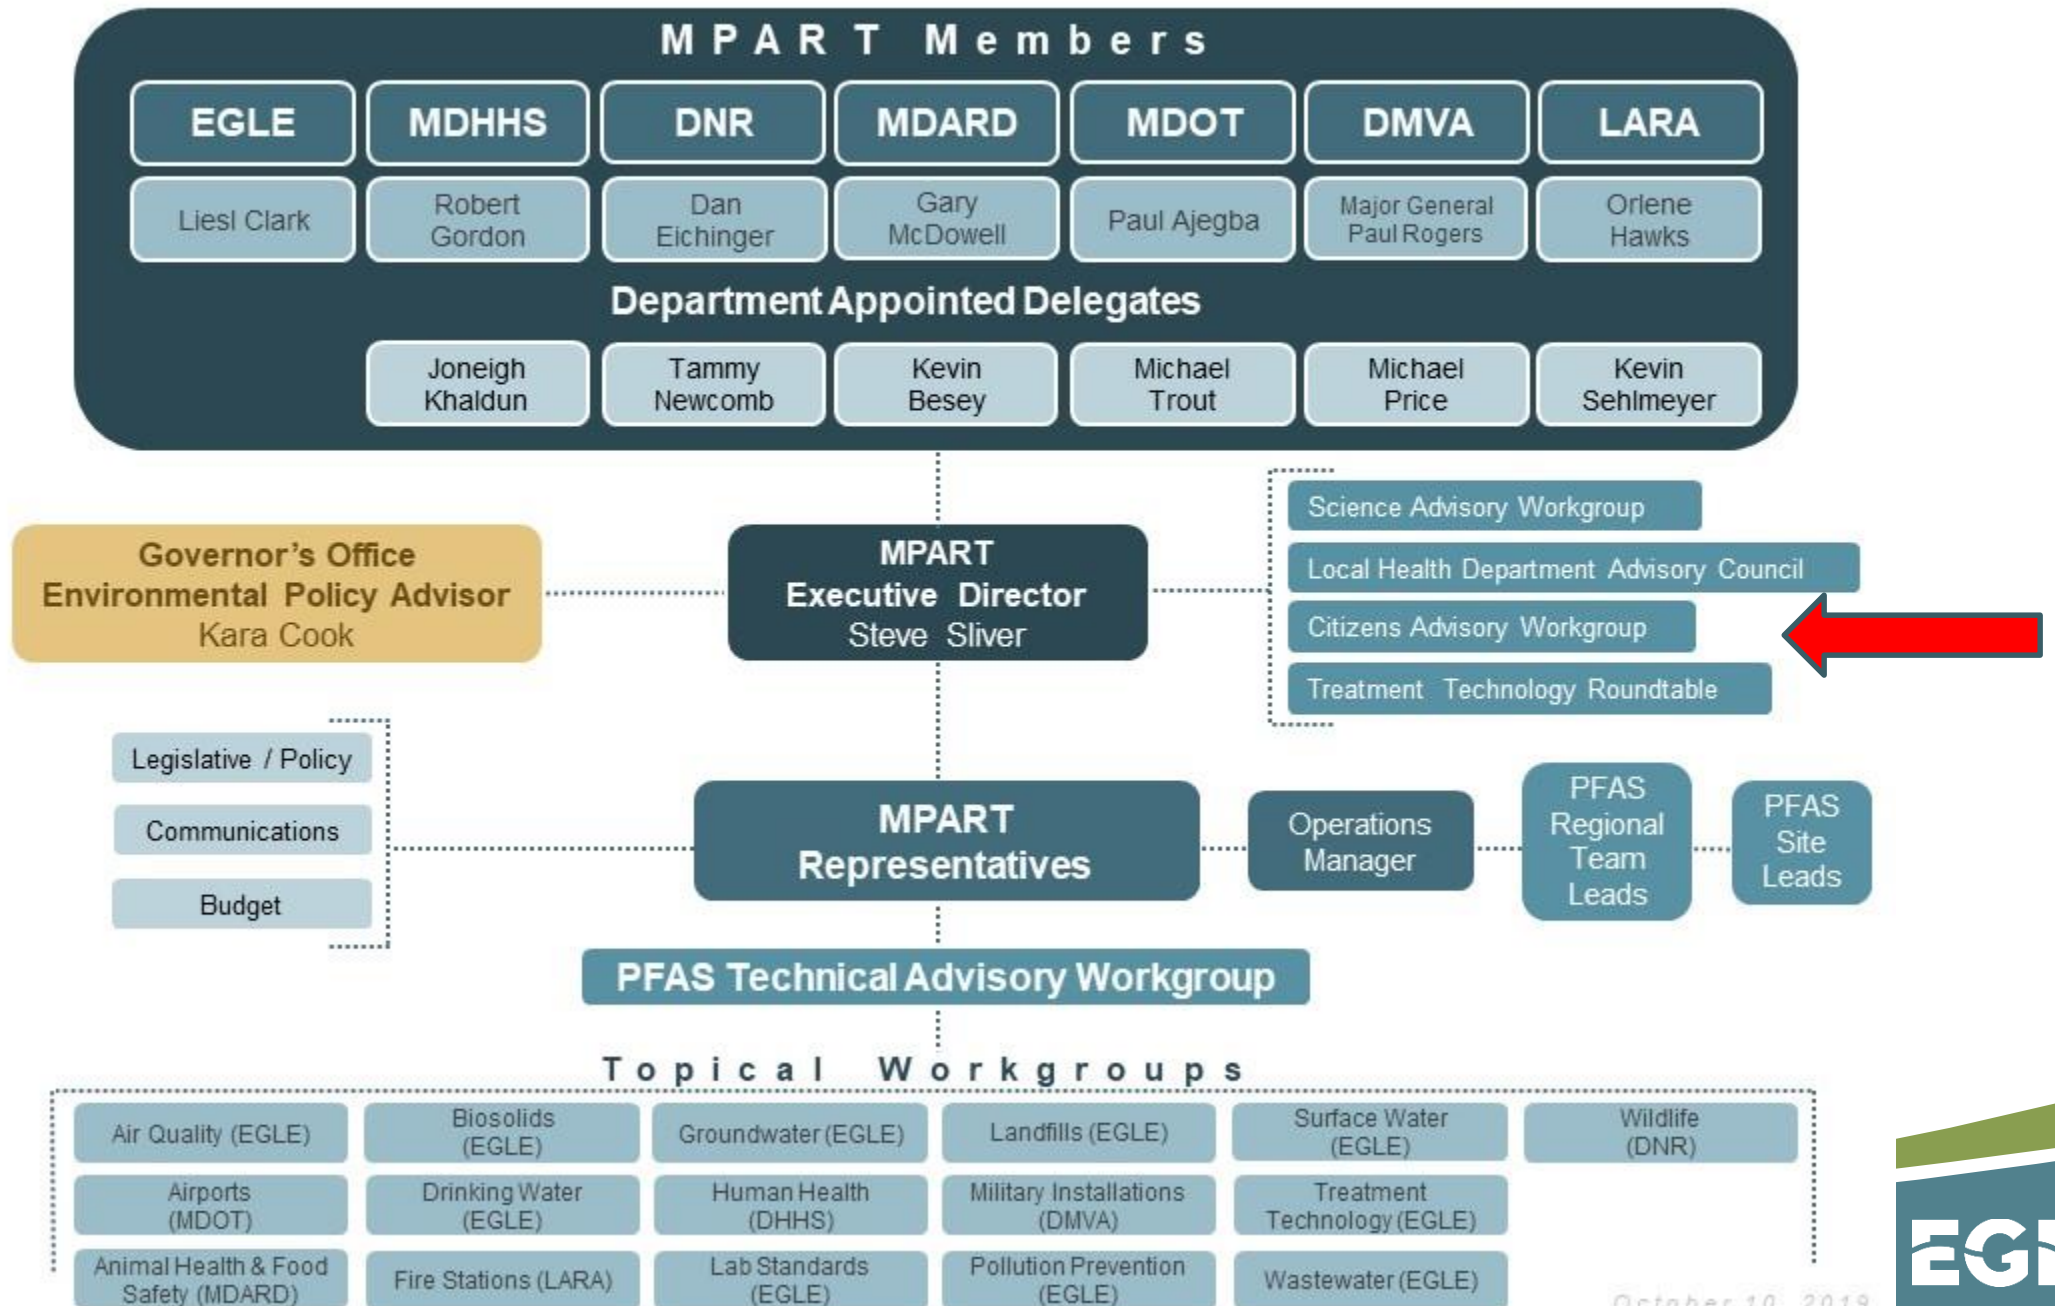 MPART Members
EGLE
MDHHS
DNR
MDARD
MDOT
DMVA
LARA
Liesl Clark
Robert
Gordon
Dan
Eichinger
Gary
McDowell
Paul Ajegba
Major General
Paul Rogers
Orlene
Hawks
Department Appointed Delegates
Joneigh
Khaldun
Tammy
Newcomb
Kevin
Besey
Michael
Trout
Michael
Price
Kevin
Sehlmeyer
Governor's Office
Environmental Policy Advisor
Kara Cook
MPART
Executive Director
Steve Sliver
Science Advisory Workgroup
Local Health Department Advisory Council
Citizens Advisory Workgroup
Treatment Technology Roundtable
Legislative / Policy
Communications
Budget
MPART
Representatives
Operations
Manager
PFAS
Regional
Team
Leads
PFAS
Site
Leads
PFAS Technical Advisory Workgroup
Topical Workgroups
Air Quality (EGLE)
Biosolids
(EGLE)
Groundwater (EGLE)
Landfills (EGLE)
Surface Water
(EGLE)
Wildlife
(DNR)
Airports
(MDOT)
Drinking Water
(EGLE)
Human Health
(DHHS)
Military Installations
(DMVA)
Treatment
Technology (EGLE)
Animal Health & Food
Safety (MDARD)
Fire Stations (LARA)
Lab Standards
(EGLE)
Pollution Prevention
(EGLE)
Wastewater (EGLE)
October 10, 2019